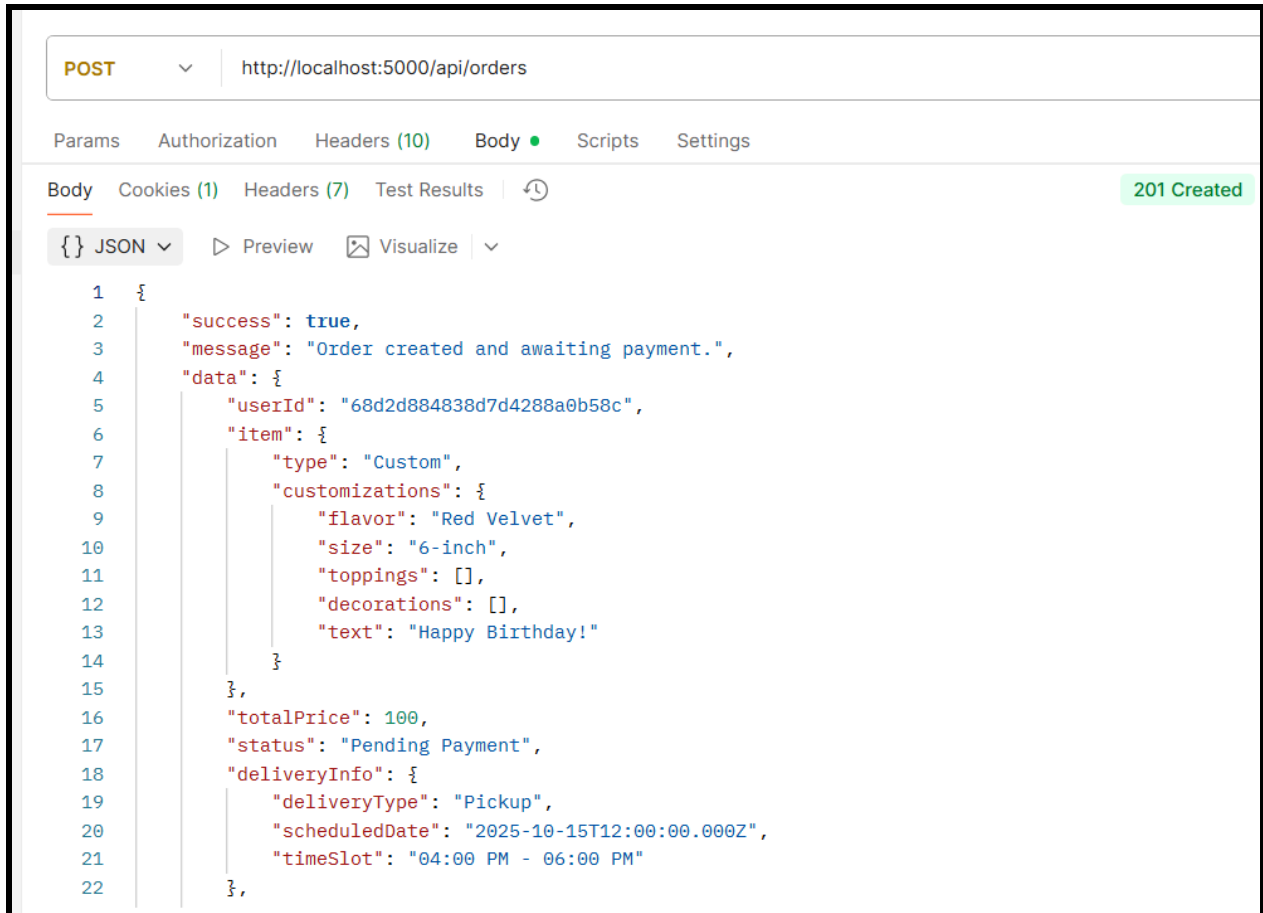 POST http://localhost:5000/api/orders
Params Authorization Headers (10) Body Scripts Settings
Body Cookies (1) Headers (7) Test Results 201 Created
{} JSON Preview Visualize
1 {
2 "success": true,
3 "message": "Order created and awaiting payment.",
4 "data": {
5 "userId": "68d2d884838d7d4288a0b58c",
6 "item": {
7 "type": "Custom",
8 "customizations": {
9 "flavor": "Red Velvet",
10 "size": "6-inch",
11 "toppings": [],
12 "decorations": [],
13 "text": "Happy Birthday!"
14 }
15 },
16 "totalPrice": 100,
17 "status": "Pending Payment",
18 "deliveryInfo": {
19 "deliveryType": "Pickup",
20 "scheduledDate": "2025-10-15T12:00:00.000Z",
21 "timeSlot": "04:00 PM - 06:00 PM"
22 },